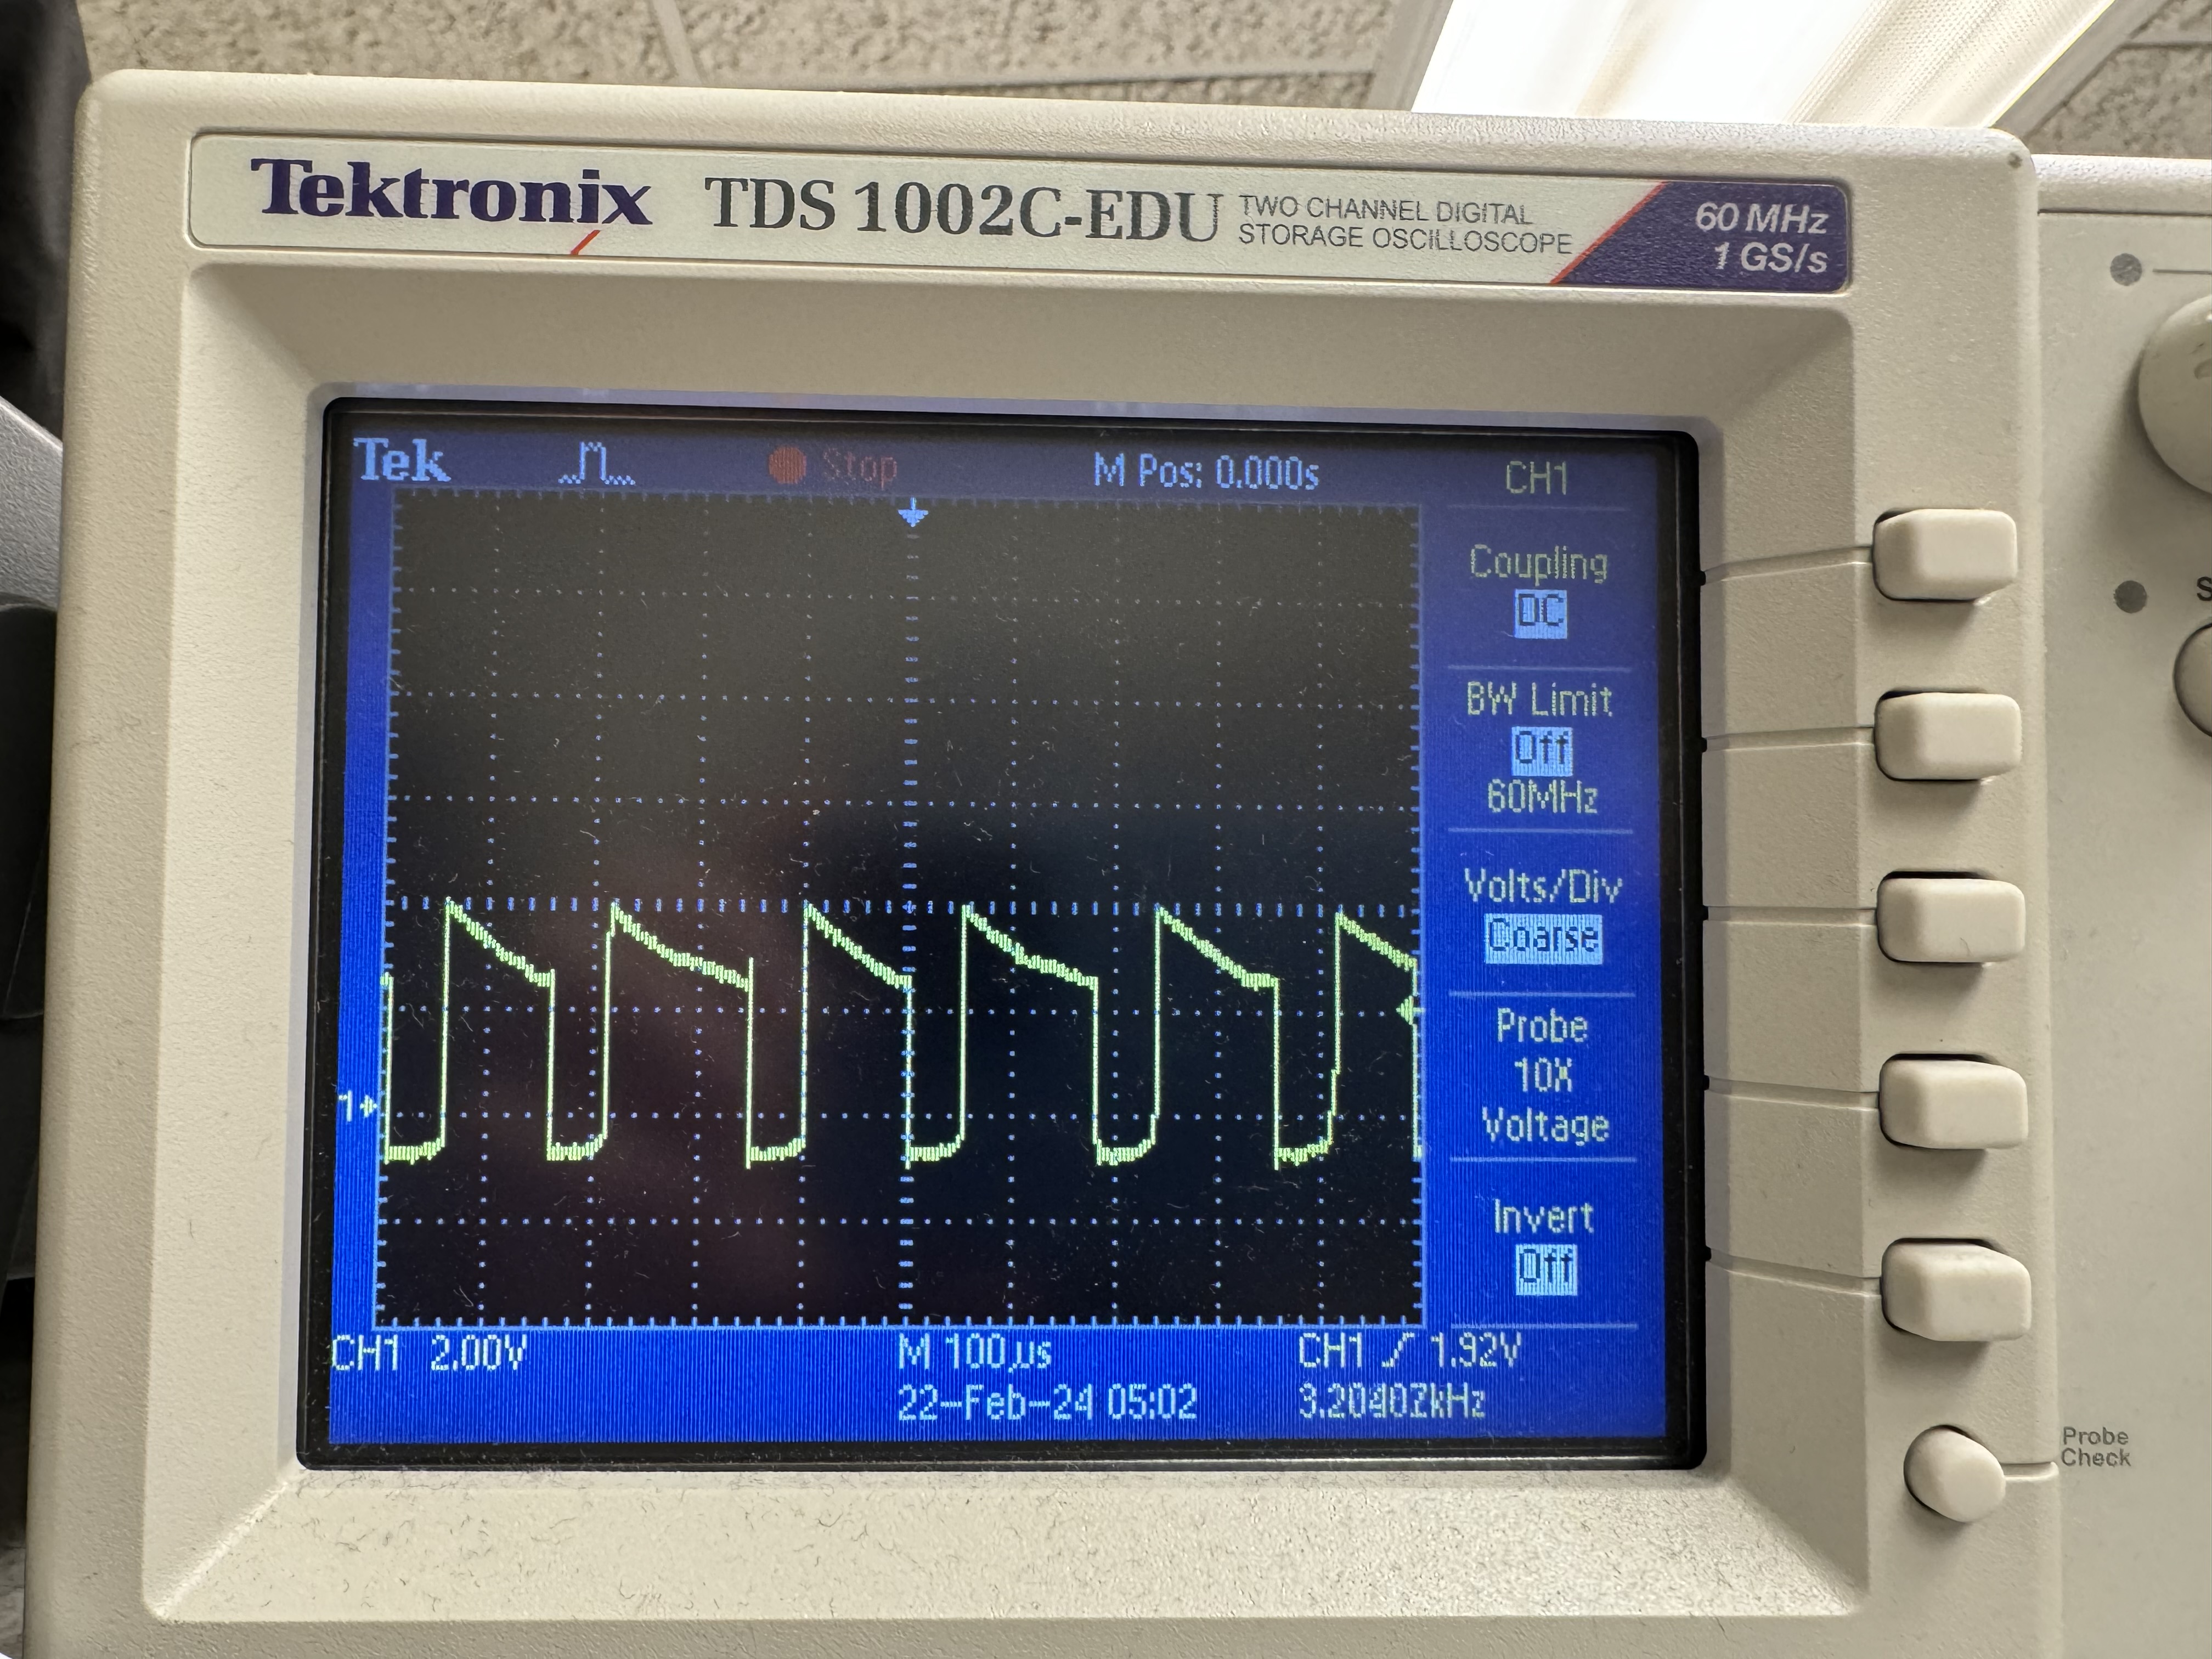 Tektronix TDS 1002C-EDU TWO CHANNEL DIGITAL
STORAGE OSCILLOSCOPE
60 MHz
1 GS/s
Tek Stop M Pos: 0.000s CH1
Coupling
DC
BW Limit
Off
60MHz
Volts/Div
Coarse
Probe
10X
Voltage
Invert
Off
1
CH1 2.00V M 100µs CH1 1.92V
22-Feb-24 05:02
Probe
Check